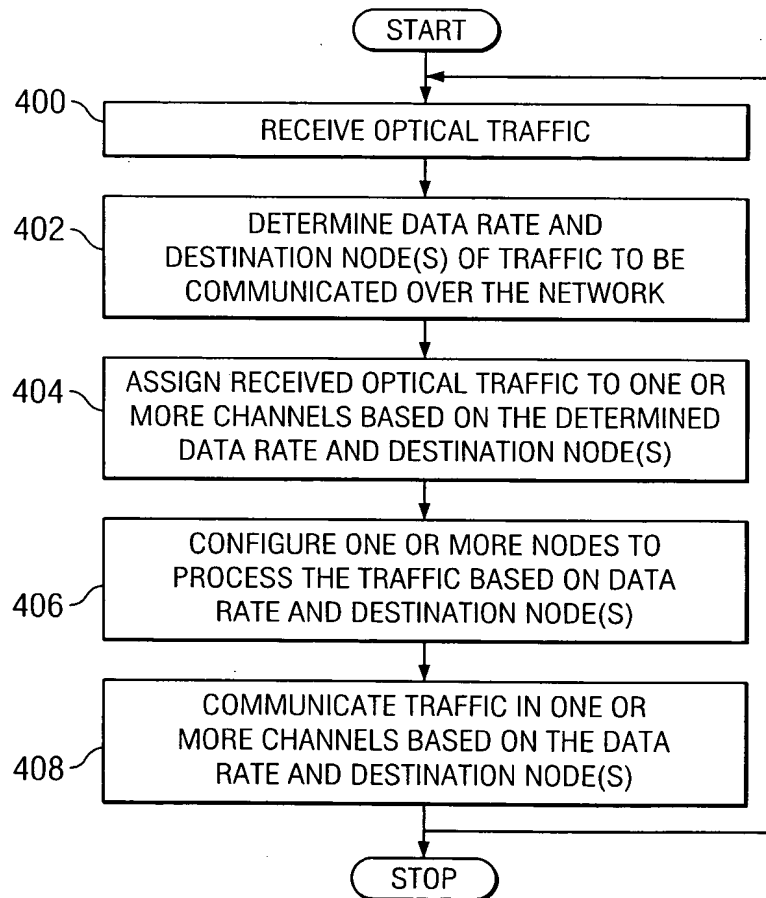 START
400
RECEIVE OPTICAL TRAFFIC
402
DETERMINE DATA RATE AND
DESTINATION NODE(S) OF TRAFFIC TO BE
COMMUNICATED OVER THE NETWORK
404
ASSIGN RECEIVED OPTICAL TRAFFIC TO ONE OR
MORE CHANNELS BASED ON THE DETERMINED
DATA RATE AND DESTINATION NODE(S)
406
CONFIGURE ONE OR MORE NODES TO
PROCESS THE TRAFFIC BASED ON DATA
RATE AND DESTINATION NODE(S)
408
COMMUNICATE TRAFFIC IN ONE OR
MORE CHANNELS BASED ON THE DATA
RATE AND DESTINATION NODE(S)
STOP